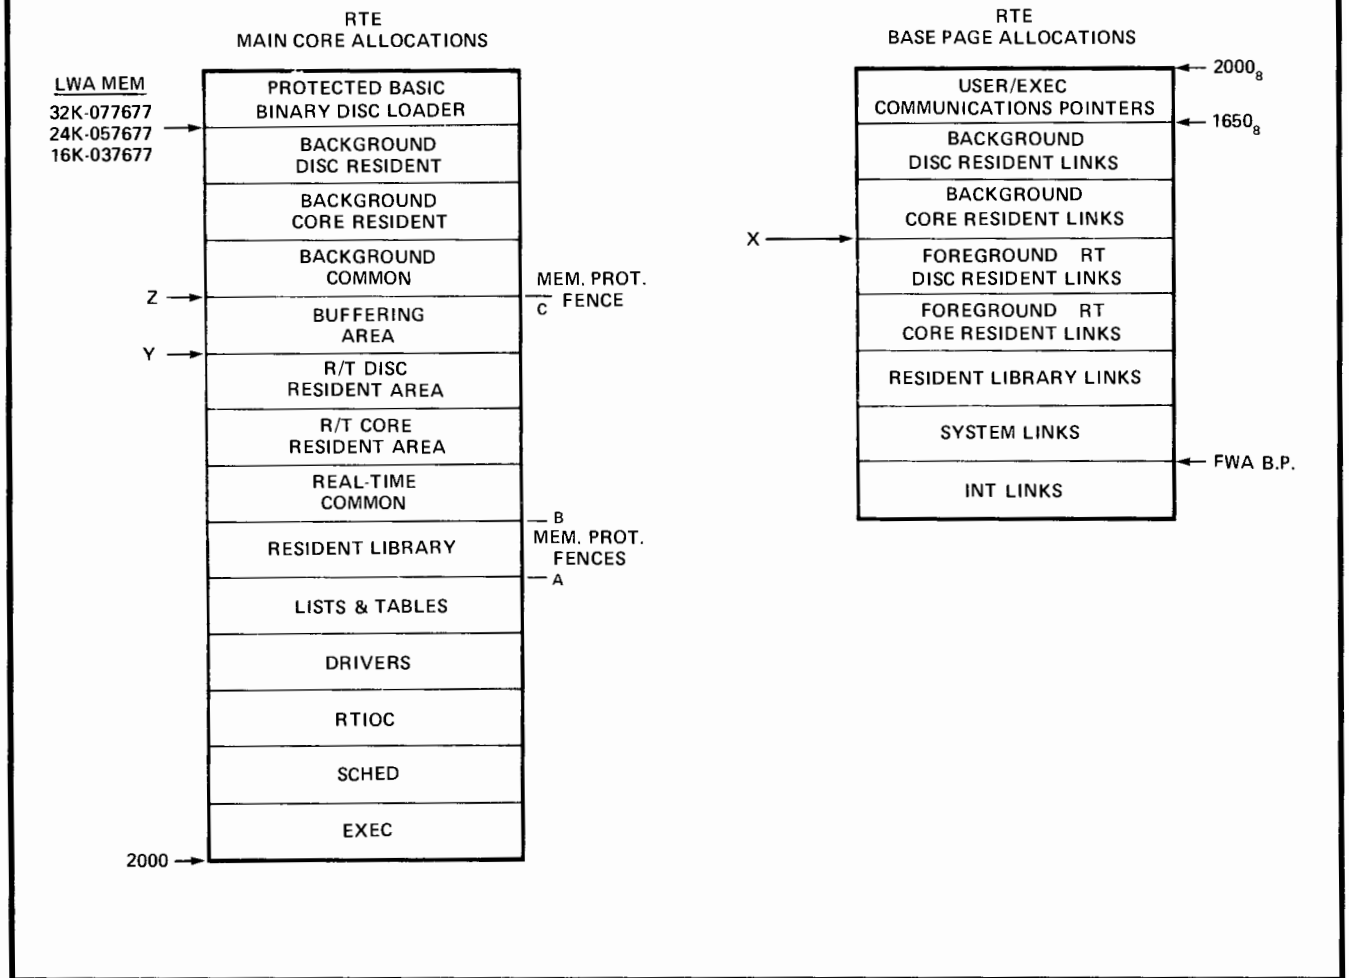 RTE
MAIN CORE ALLOCATIONS
LWA MEM
32K-077677
24K-057677
16K-037677
PROTECTED BASIC
BINARY DISC LOADER
BACKGROUND
DISC RESIDENT
BACKGROUND
CORE RESIDENT
BACKGROUND
COMMON
MEM. PROT.
FENCE
C
Z
BUFFERING
AREA
Y
R/T DISC
RESIDENT AREA
R/T CORE
RESIDENT AREA
REAL-TIME
COMMON
B
MEM. PROT.
FENCES
A
RESIDENT LIBRARY
LISTS & TABLES
DRIVERS
RTIOC
SCHED
EXEC
2000
RTE
BASE PAGE ALLOCATIONS
2000₈
USER/EXEC
COMMUNICATIONS POINTERS
1650₈
BACKGROUND
DISC RESIDENT LINKS
BACKGROUND
CORE RESIDENT LINKS
X
FOREGROUND RT
DISC RESIDENT LINKS
FOREGROUND RT
CORE RESIDENT LINKS
RESIDENT LIBRARY LINKS
SYSTEM LINKS
FWA B.P.
INT LINKS